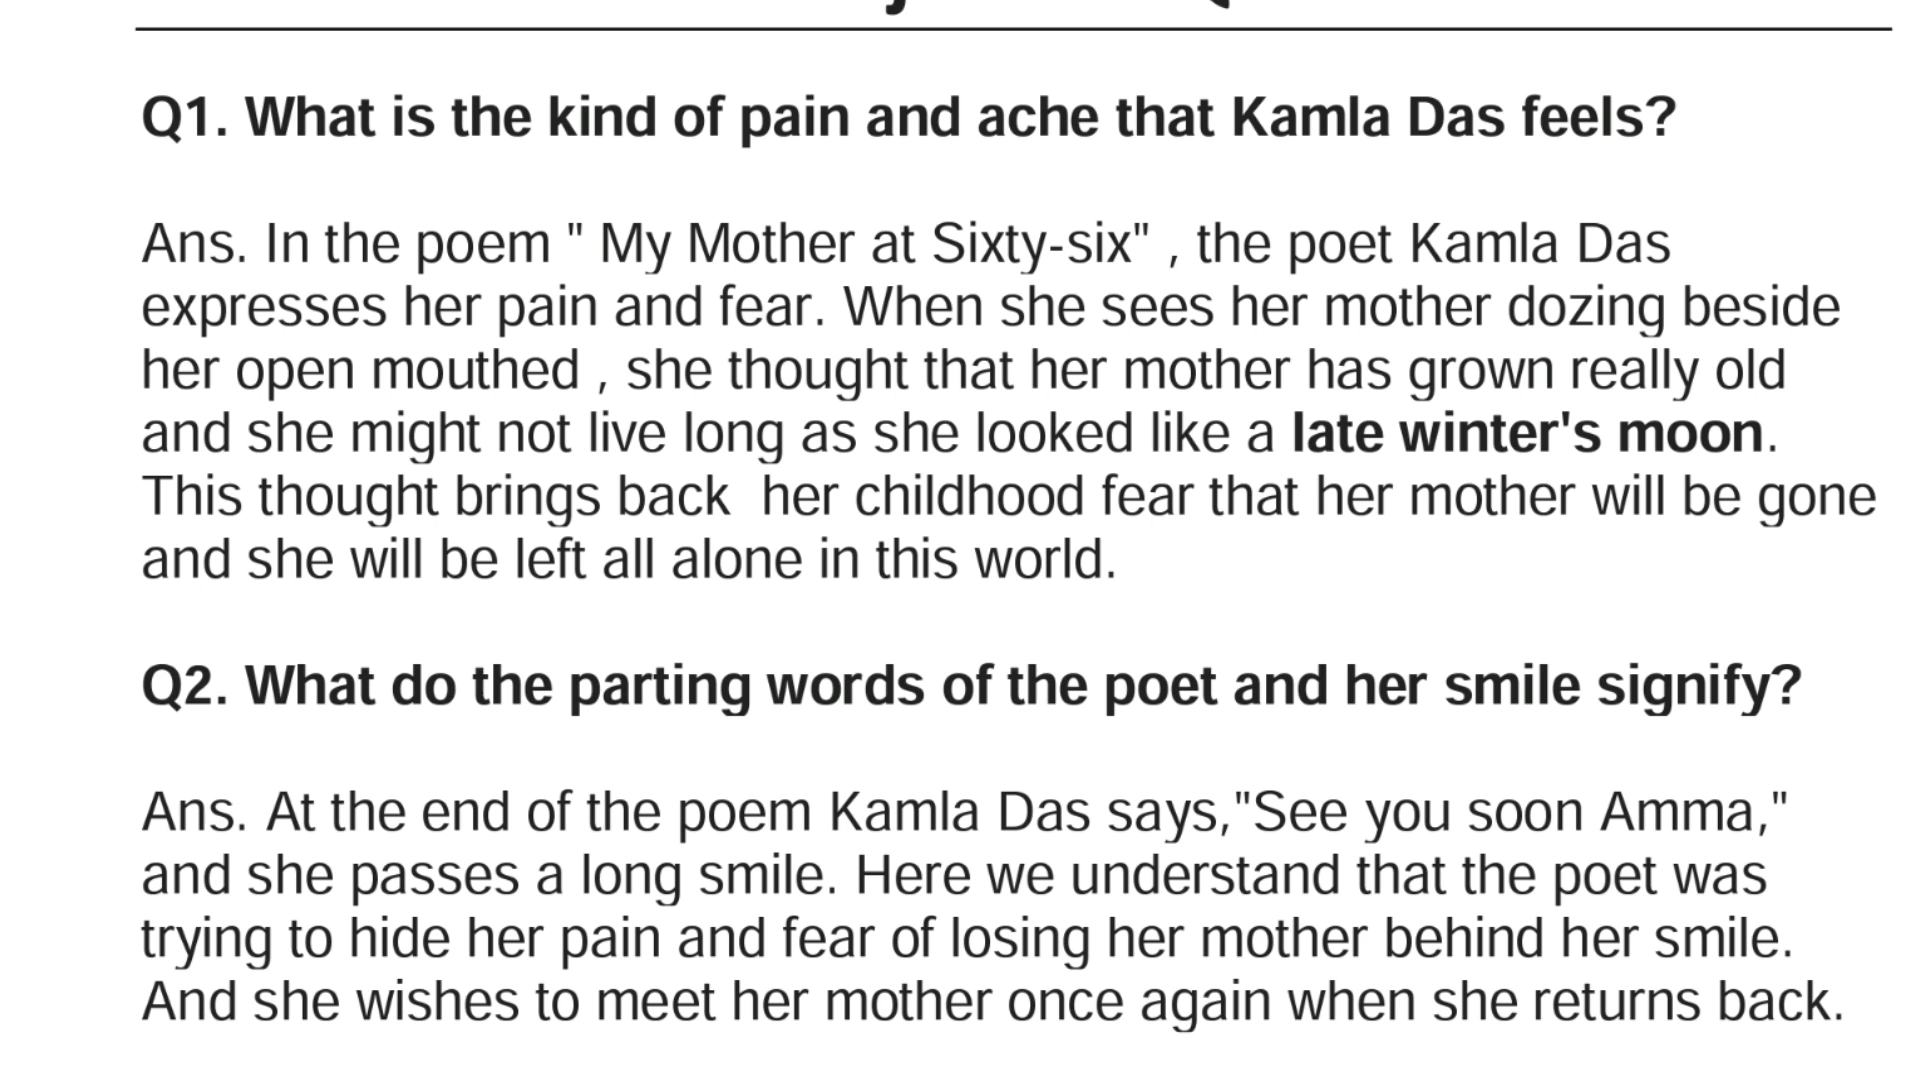 Q1. What is the kind of pain and ache that Kamla Das feels?
Ans. In the poem " My Mother at Sixty-six" , the poet Kamla Das
expresses her pain and fear. When she sees her mother dozing beside
her open mouthed , she thought that her mother has grown really old
and she might not live long as she looked like a late winter's moon.
This thought brings back  her childhood fear that her mother will be gone
and she will be left all alone in this world.
Q2. What do the parting words of the poet and her smile signify?
Ans. At the end of the poem Kamla Das says,"See you soon Amma,"
and she passes a long smile. Here we understand that the poet was
trying to hide her pain and fear of losing her mother behind her smile.
And she wishes to meet her mother once again when she returns back.